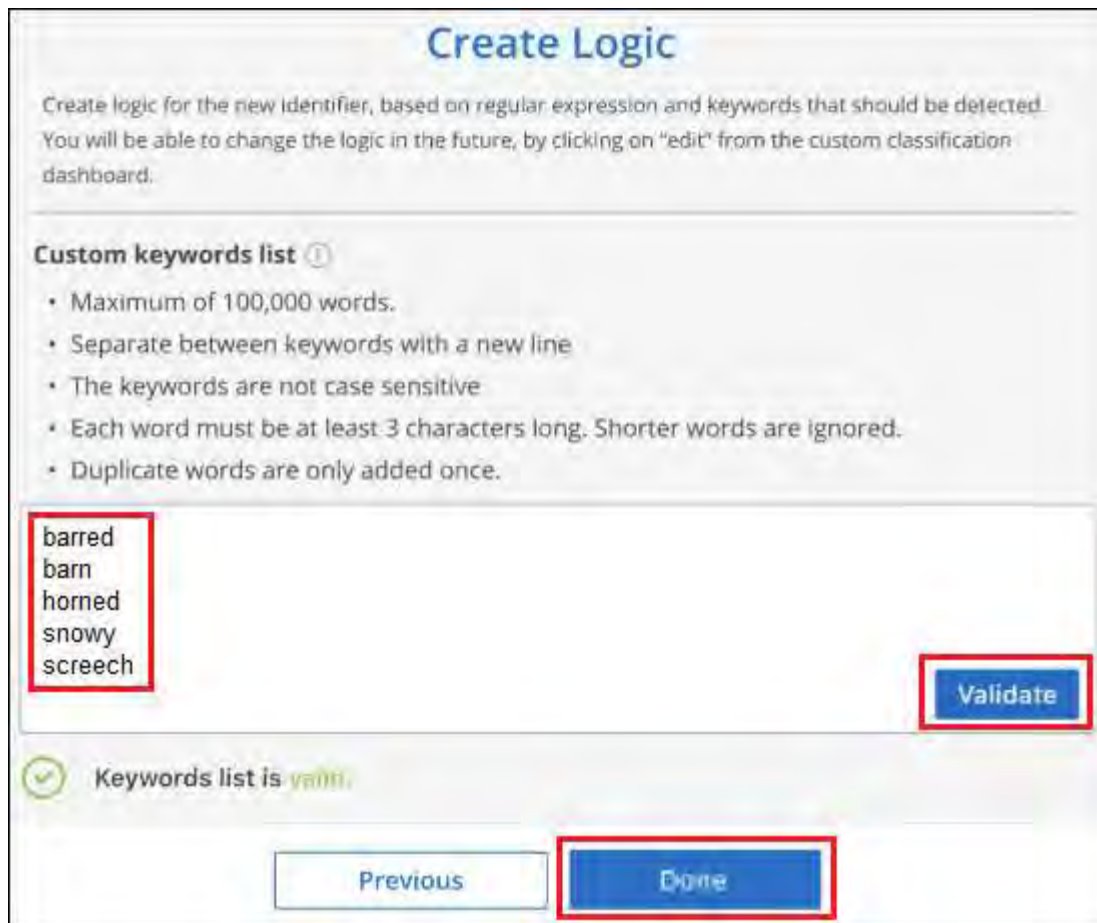 Create Logic
Create logic for the new identifier, based on regular expression and keywords that should be detected.
You will be able to change the logic in the future, by clicking on "edit" from the custom classification
dashboard.
Custom keywords list
• Maximum of 100,000 words.
• Separate between keywords with a new line
• The keywords are not case sensitive
• Each word must be at least 3 characters long. Shorter words are ignored.
• Duplicate words are only added once.
barred
barn
horned
snowy
screech
Validate
Keywords list is valid.
Previous
Done